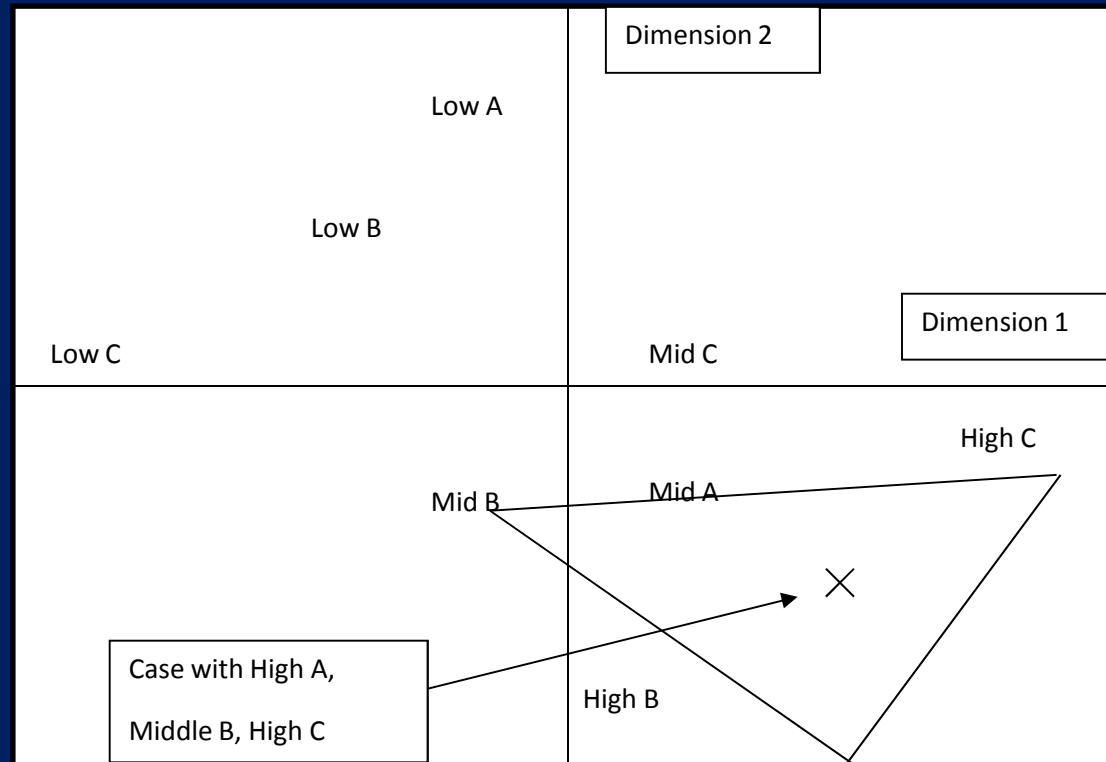 Dimension 2
Low A
Low B
Dimension 1
Low C
Mid C
High C
Mid B
Mid A
Case with High A,
Middle B, High C
High B